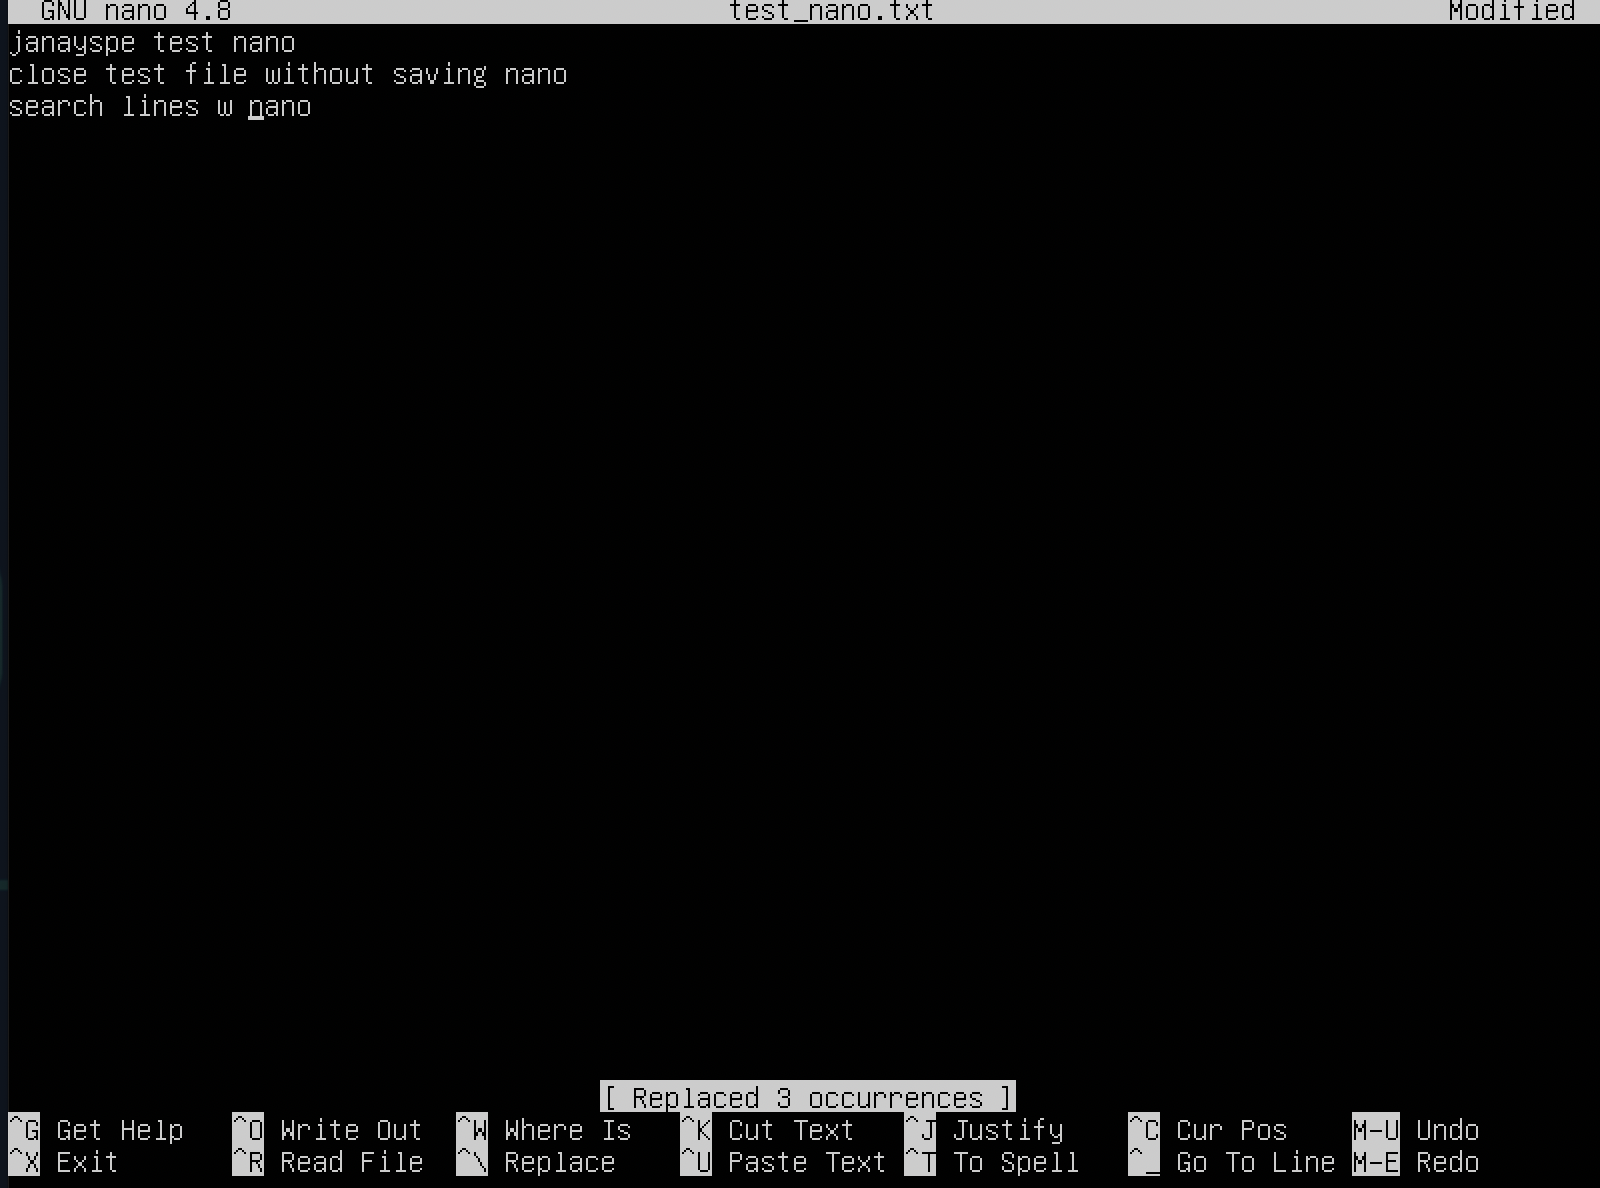 GNU nano 4.8 test_nano.txt Modified
janayspe test nano
close test file without saving nano
search lines w nano
[ Replaced 3 occurrences ]
^G Get Help ^O Write Out ^W Where Is ^K Cut Text ^J Justify ^C Cur Pos M-U Undo
^X Exit ^R Read File ^\ Replace ^U Paste Text ^T To Spell ^_ Go To Line M-E Redo